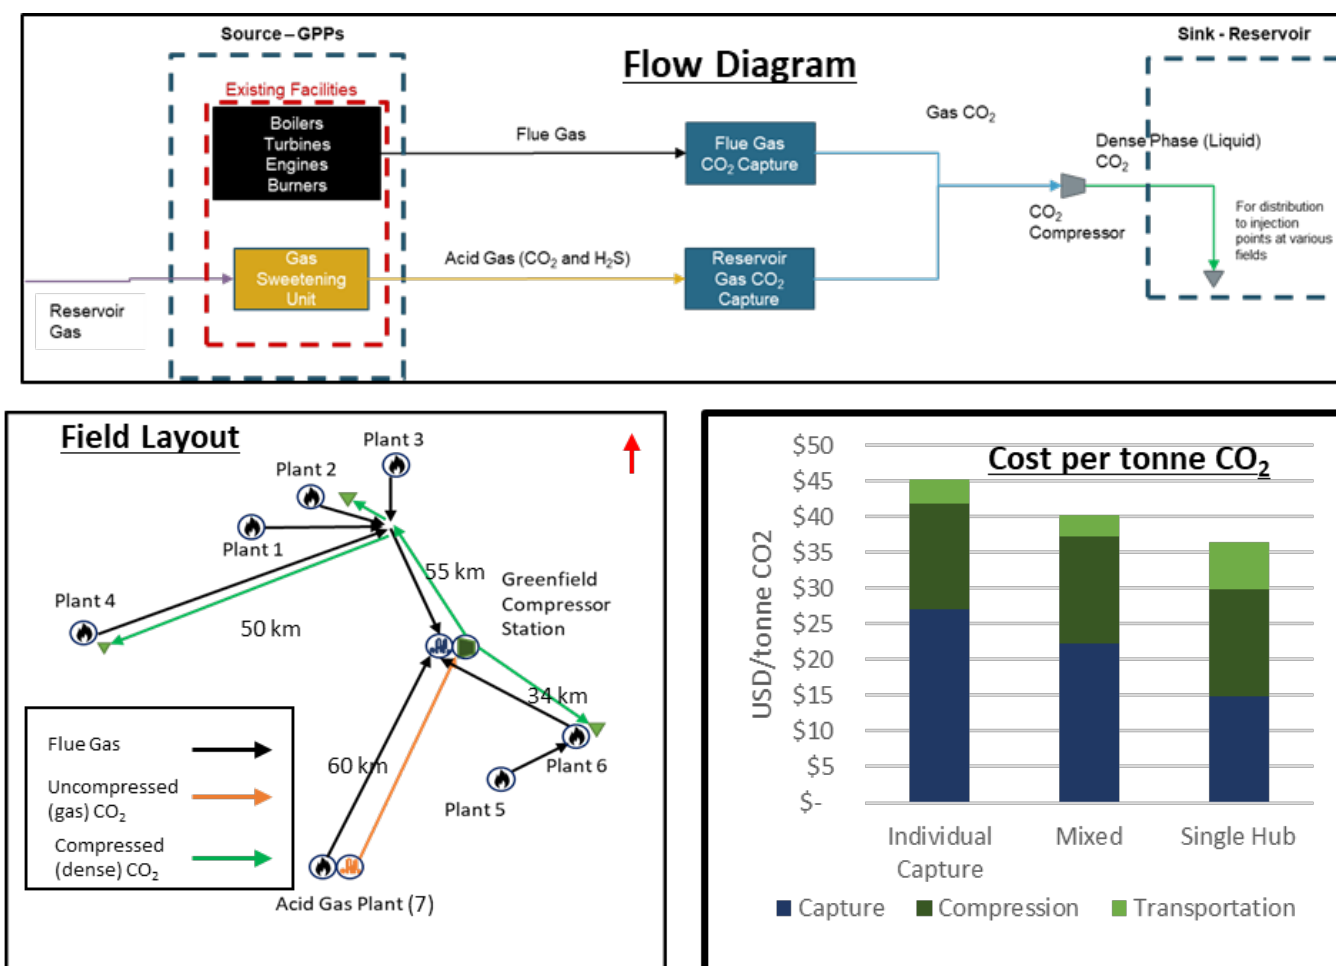 Source – GPPs
Flow Diagram
Sink - Reservoir
Existing Facilities
Boilers
Turbines
Engines
Burners
Flue Gas
Flue Gas
CO₂ Capture
Gas CO₂
Dense Phase (Liquid)
CO₂
CO₂
Compressor
For distribution
to injection
points at various
fields
Reservoir
Gas
Gas
Sweetening
Unit
Acid Gas (CO₂ and H₂S)
Reservoir
Gas CO₂
Capture
Field Layout
Plant 3
Plant 2
Plant 1
Plant 4
55 km
50 km
Greenfield
Compressor
Station
34 km
60 km
Plant 6
Plant 5
Acid Gas Plant (7)
Flue Gas
Uncompressed
(gas) CO₂
Compressed
(dense) CO₂
Cost per tonne CO₂
USD/tonne CO2
$50
$45
$40
$35
$30
$25
$20
$15
$10
$5
$-
Individual
Capture
Mixed
Single Hub
Capture
Compression
Transportation